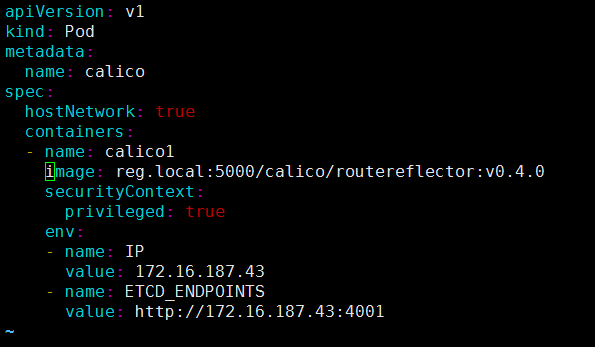 apiVersion: v1
kind: Pod
metadata:
  name: calico
spec:
  hostNetwork: true
  containers:
  - name: calico1
    image: reg.local:5000/calico/routereflector:v0.4.0
    securityContext:
      privileged: true
    env:
    - name: IP
      value: 172.16.187.43
    - name: ETCD_ENDPOINTS
      value: http://172.16.187.43:4001
~